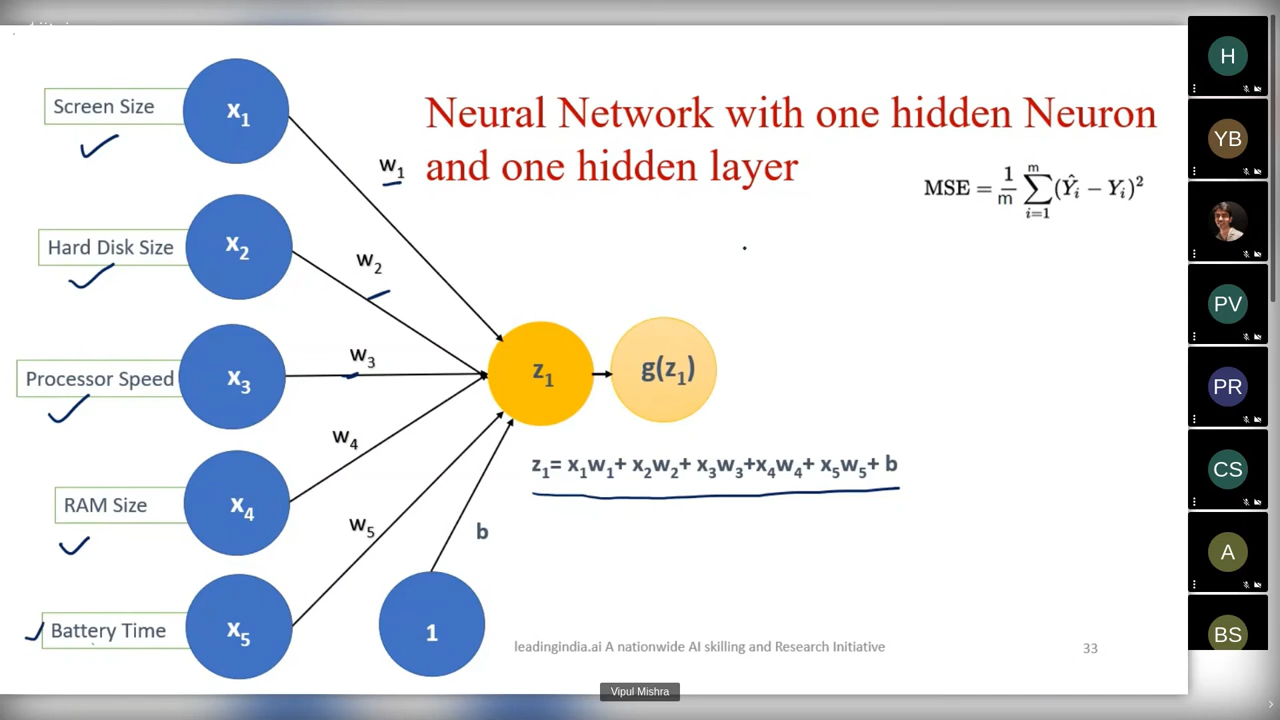 Screen Size
x1
Neural Network with one hidden Neuron
and one hidden layer
w1
MSE = 1/m ∑ i=1 m (Ŷi − Yi)2
Hard Disk Size
x2
w2
Processor Speed
x3
w3
z1
g(z1)
w4
z1= x1w1+ x2w2+ x3w3+x4w4+ x5w5+ b
RAM Size
x4
w5
b
Battery Time
x5
1
leadingindia.ai A nationwide AI skilling and Research Initiative
33
Vipul Mishra
H
YB
PV
PR
CS
A
BS